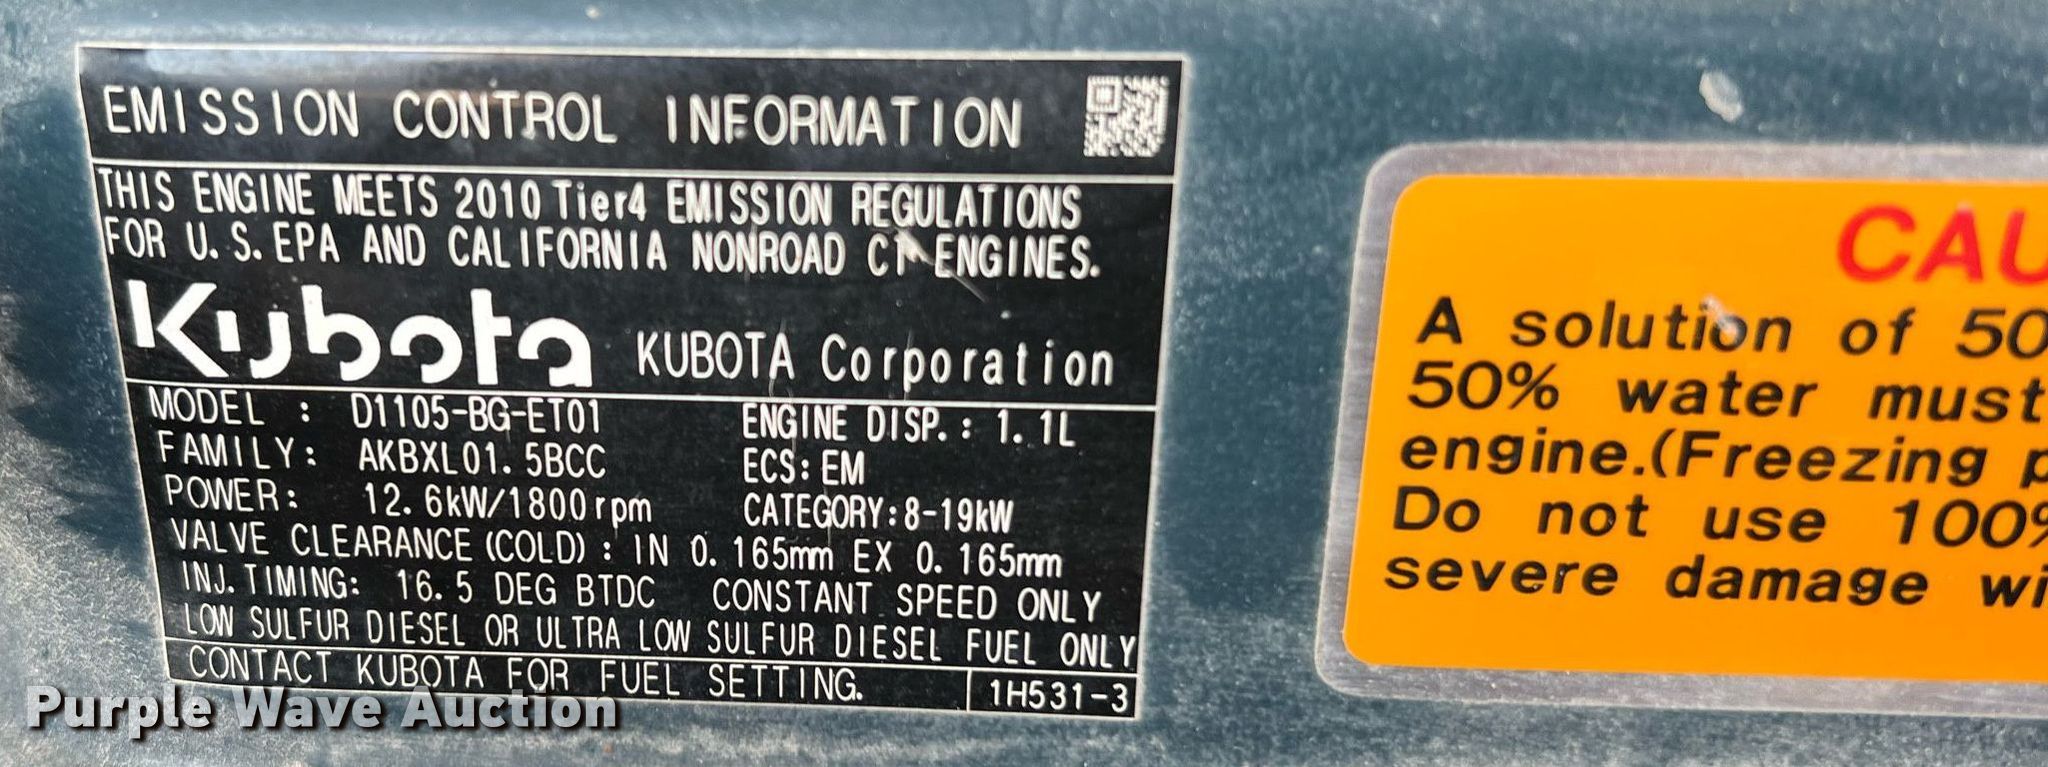 EMISSION CONTROL INFORMATION
THIS ENGINE MEETS 2010 Tier4 EMISSION REGULATIONS
FOR U.S.EPA AND CALIFORNIA NONROAD CI ENGINES.
Kubota KUBOTA Corporation
MODEL : D1105-BG-ET01 ENGINE DISP.: 1.1L
FAMILY: AKBXL01.5BCC ECS:EM
POWER: 12.6kW/1800rpm CATEGORY:8-19kW
VALVE CLEARANCE(COLD): IN 0.165mm EX 0.165mm
INJ.TIMING: 16.5 DEG BTDC CONSTANT SPEED ONLY
LOW SULFUR DIESEL OR ULTRA LOW SULFUR DIESEL FUEL ONLY
CONTACT KUBOTA FOR FUEL SETTING. 1H531-3
CAU
A solution of 50
50% water must
engine.(Freezing p
Do not use 100%
severe damage wi
Purple Wave Auction